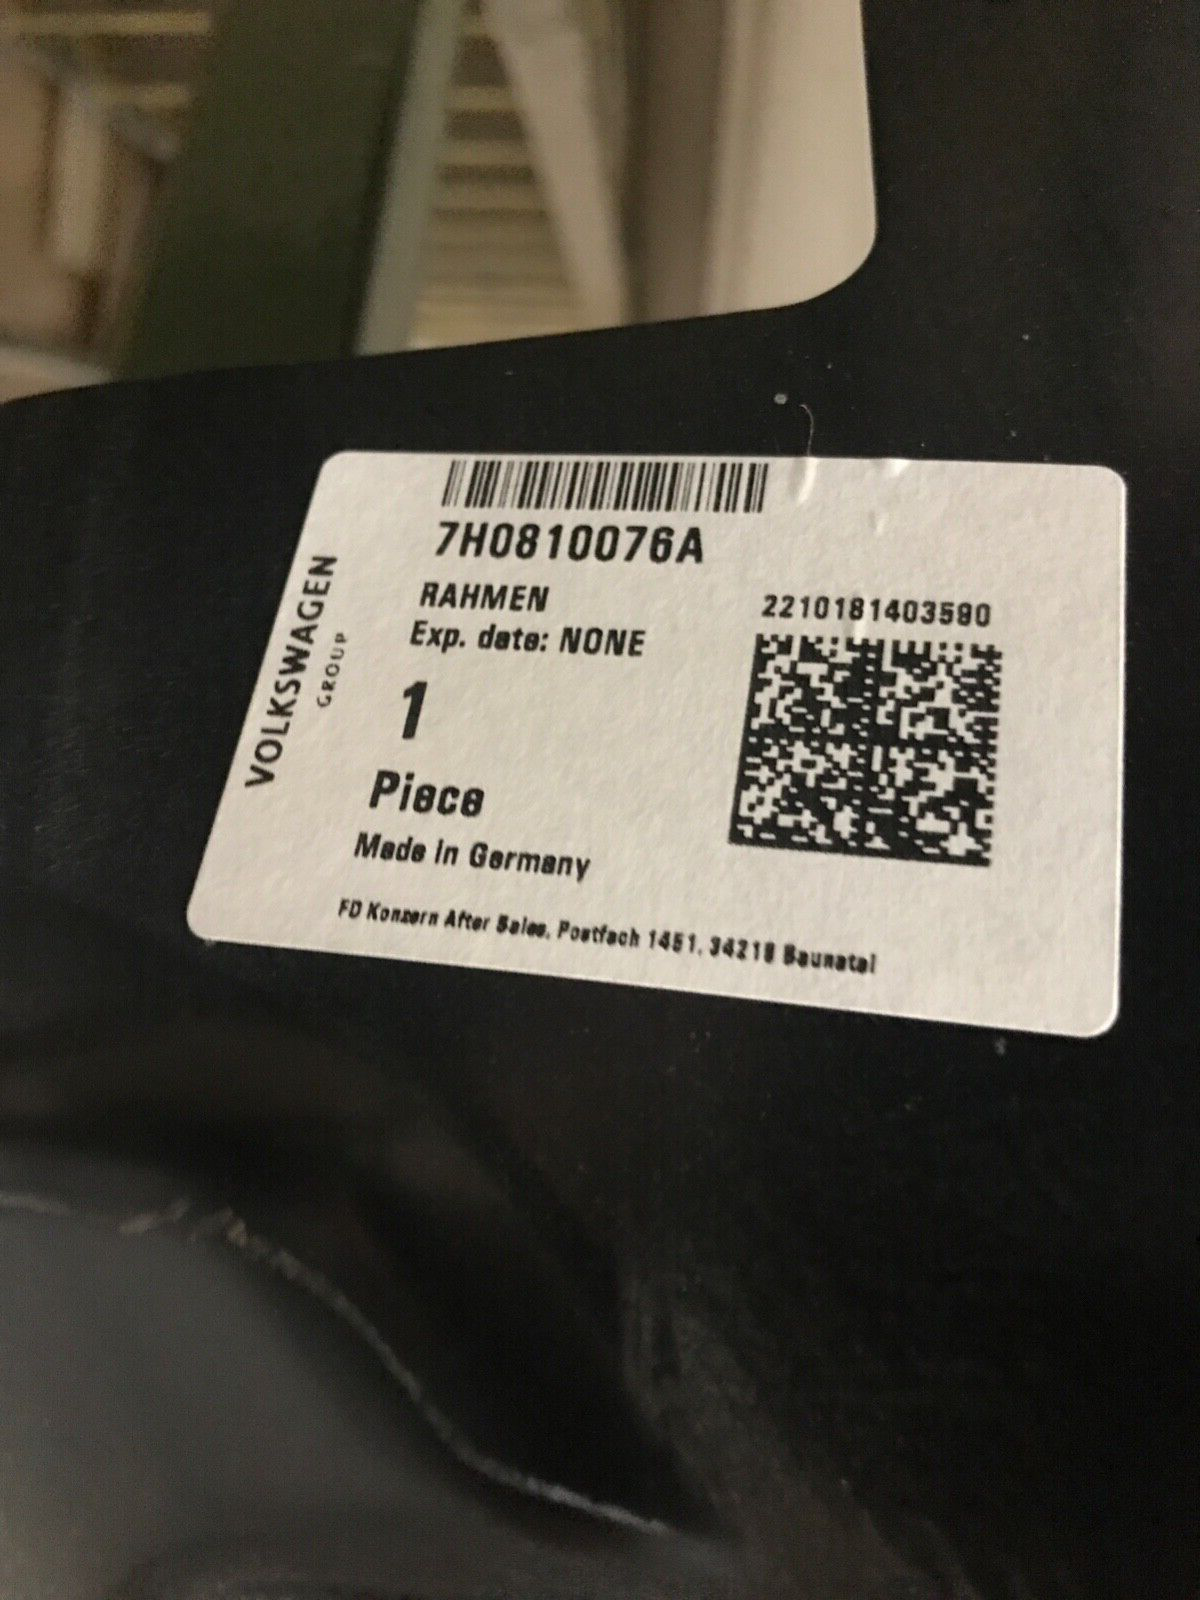 7H0810076A
RAHMEN
Exp. date: NONE
1
Piece
Made in Germany
VOLKSWAGEN
GROUP
2210181403590
FD Konzern After Sales, Postfach 1451, 34219 Baunatal